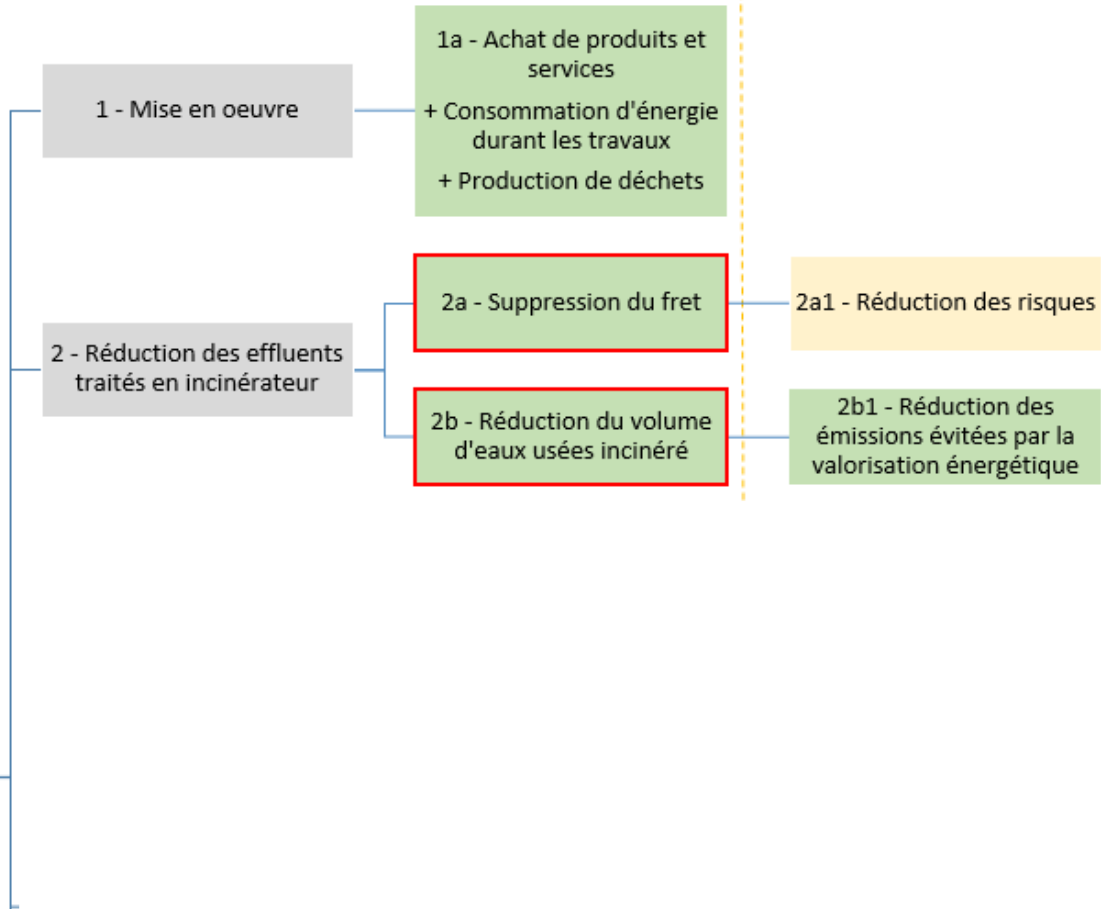 1a - Achat de produits et
services
+ Consommation d'énergie
durant les travaux
+ Production de déchets
1 - Mise en oeuvre
2a - Suppression du fret
2a1 - Réduction des risques
2 - Réduction des effluents
traités en incinérateur
2b - Réduction du volume
d'eaux usées incinéré
2b1 - Réduction des
émissions évitées par la
valorisation énergétique